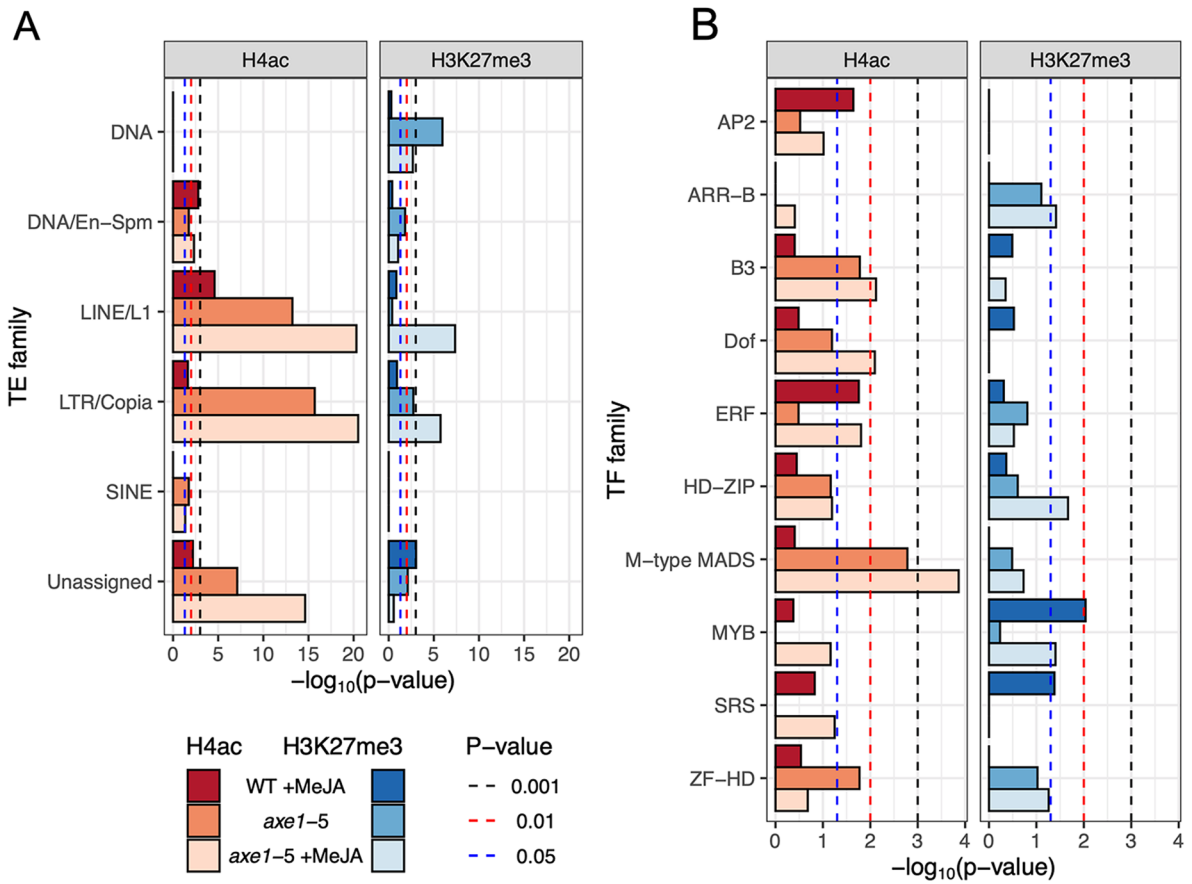 A
H4ac
H3K27me3
TE family
DNA
DNA/En−Spm
LINE/L1
LTR/Copia
SINE
Unassigned
0 5 10 15 20
0 5 10 15 20
−log10(p−value)
H4ac H3K27me3 P−value
WT +MeJA
axe1−5
axe1−5 +MeJA
0.001
0.01
0.05
B
H4ac
H3K27me3
TF family
AP2
ARR−B
B3
Dof
ERF
HD−ZIP
M−type MADS
MYB
SRS
ZF−HD
0 1 2 3 4
0 1 2 3 4
−log10(p−value)